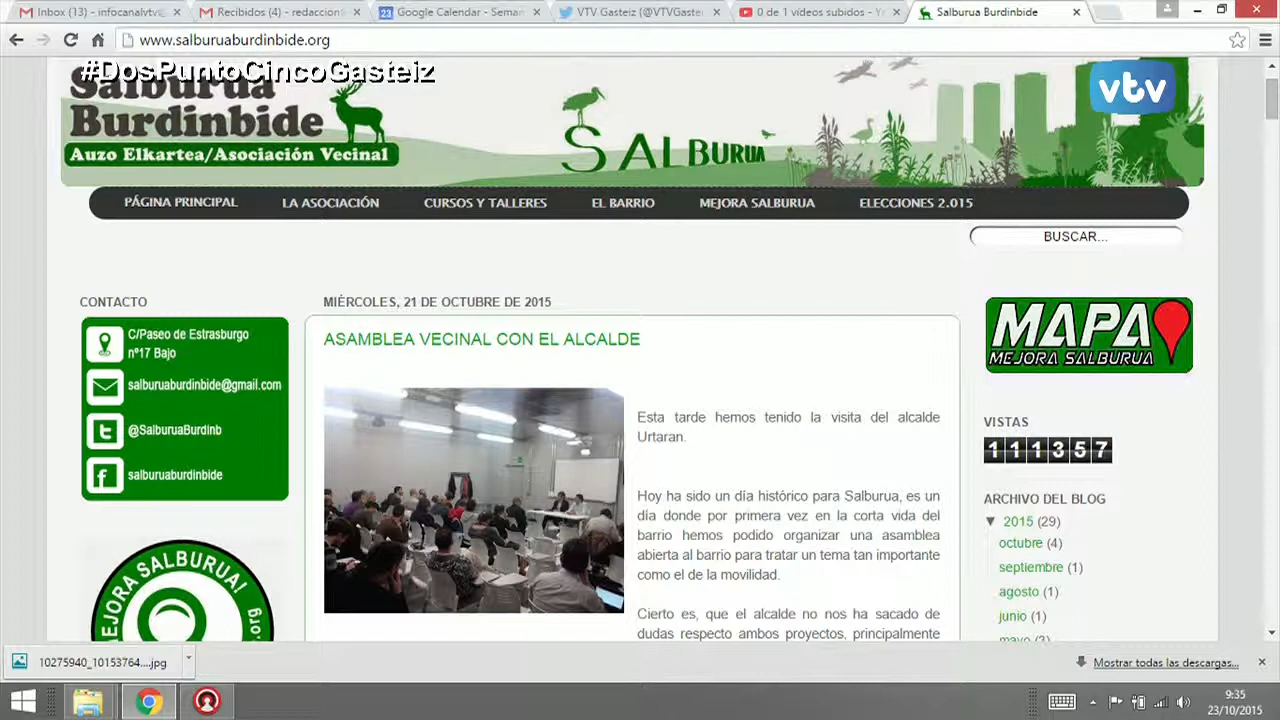 Inbox (13) - infocanalvtv@
Recibidos (4) - redaccion
23
Google Calendar - Seman
VTV Gasteiz (@VTVGaste
0 de 1 vídeos subidos - Y
Salburua Burdinbide
www.salburuaburdinbide.org
#DosPuntoCincoGasteiz
vtv
Salburua
Burdinbide
Auzo Elkartea/Asociación Vecinal
SALBURUA
PÁGINA PRINCIPAL
LA ASOCIACIÓN
CURSOS Y TALLERES
EL BARRIO
MEJORA SALBURUA
ELECCIONES 2.015
BUSCAR...
CONTACTO
C/Paseo de Estrasburgo
nº17 Bajo
salburuaburdinbide@gmail.com
@SalburuaBurdinb
salburuaburdinbide
MEJORA SALBURUA!
org
MIÉRCOLES, 21 DE OCTUBRE DE 2015
ASAMBLEA VECINAL CON EL ALCALDE
Esta tarde hemos tenido la visita del alcalde
Urtaran.
Hoy ha sido un día histórico para Salburua, es un
día donde por primera vez en la corta vida del
barrio hemos podido organizar una asamblea
abierta al barrio para tratar un tema tan importante
como el de la movilidad.
Cierto es, que el alcalde no nos ha sacado de
dudas respecto ambos proyectos, principalmente
MAPA
MEJORA SALBURUA
VISTAS
111357
ARCHIVO DEL BLOG
▼ 2015 (29)
octubre (4)
septiembre (1)
agosto (1)
junio (1)
mayo (3)
10275940_10153764....jpg
Mostrar todas las descargas...
9:35
23/10/2015